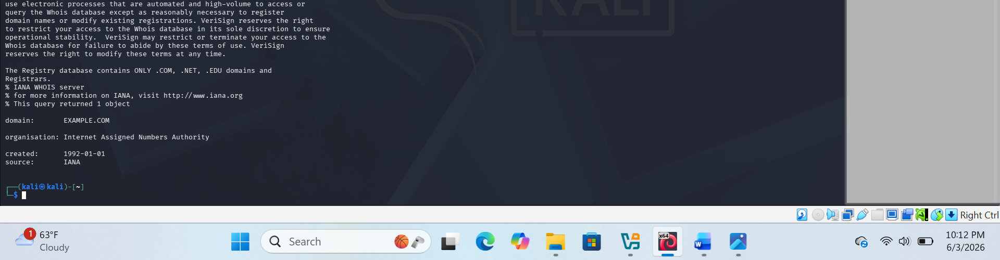 KALI
use electronic processes that are automated and high-volume to access or
query the Whois database except as reasonably necessary to register
domain names or modify existing registrations. VeriSign reserves the right
to restrict your access to the Whois database in its sole discretion to ensure
operational stability.  VeriSign may restrict or terminate your access to the
Whois database for failure to abide by these terms of use. VeriSign
reserves the right to modify these terms at any time.
The Registry database contains ONLY .COM, .NET, .EDU domains and
Registrars.
% IANA WHOIS server
% for more information on IANA, visit http://www.iana.org
% This query returned 1 object
domain:       EXAMPLE.COM
organisation: Internet Assigned Numbers Authority
created:      1992-01-01
source:       IANA
┌──(kali㉿kali)-[~]
└─$
Right Ctrl
1
63°F
Cloudy
Search
x64
W
10:12 PM
6/3/2026